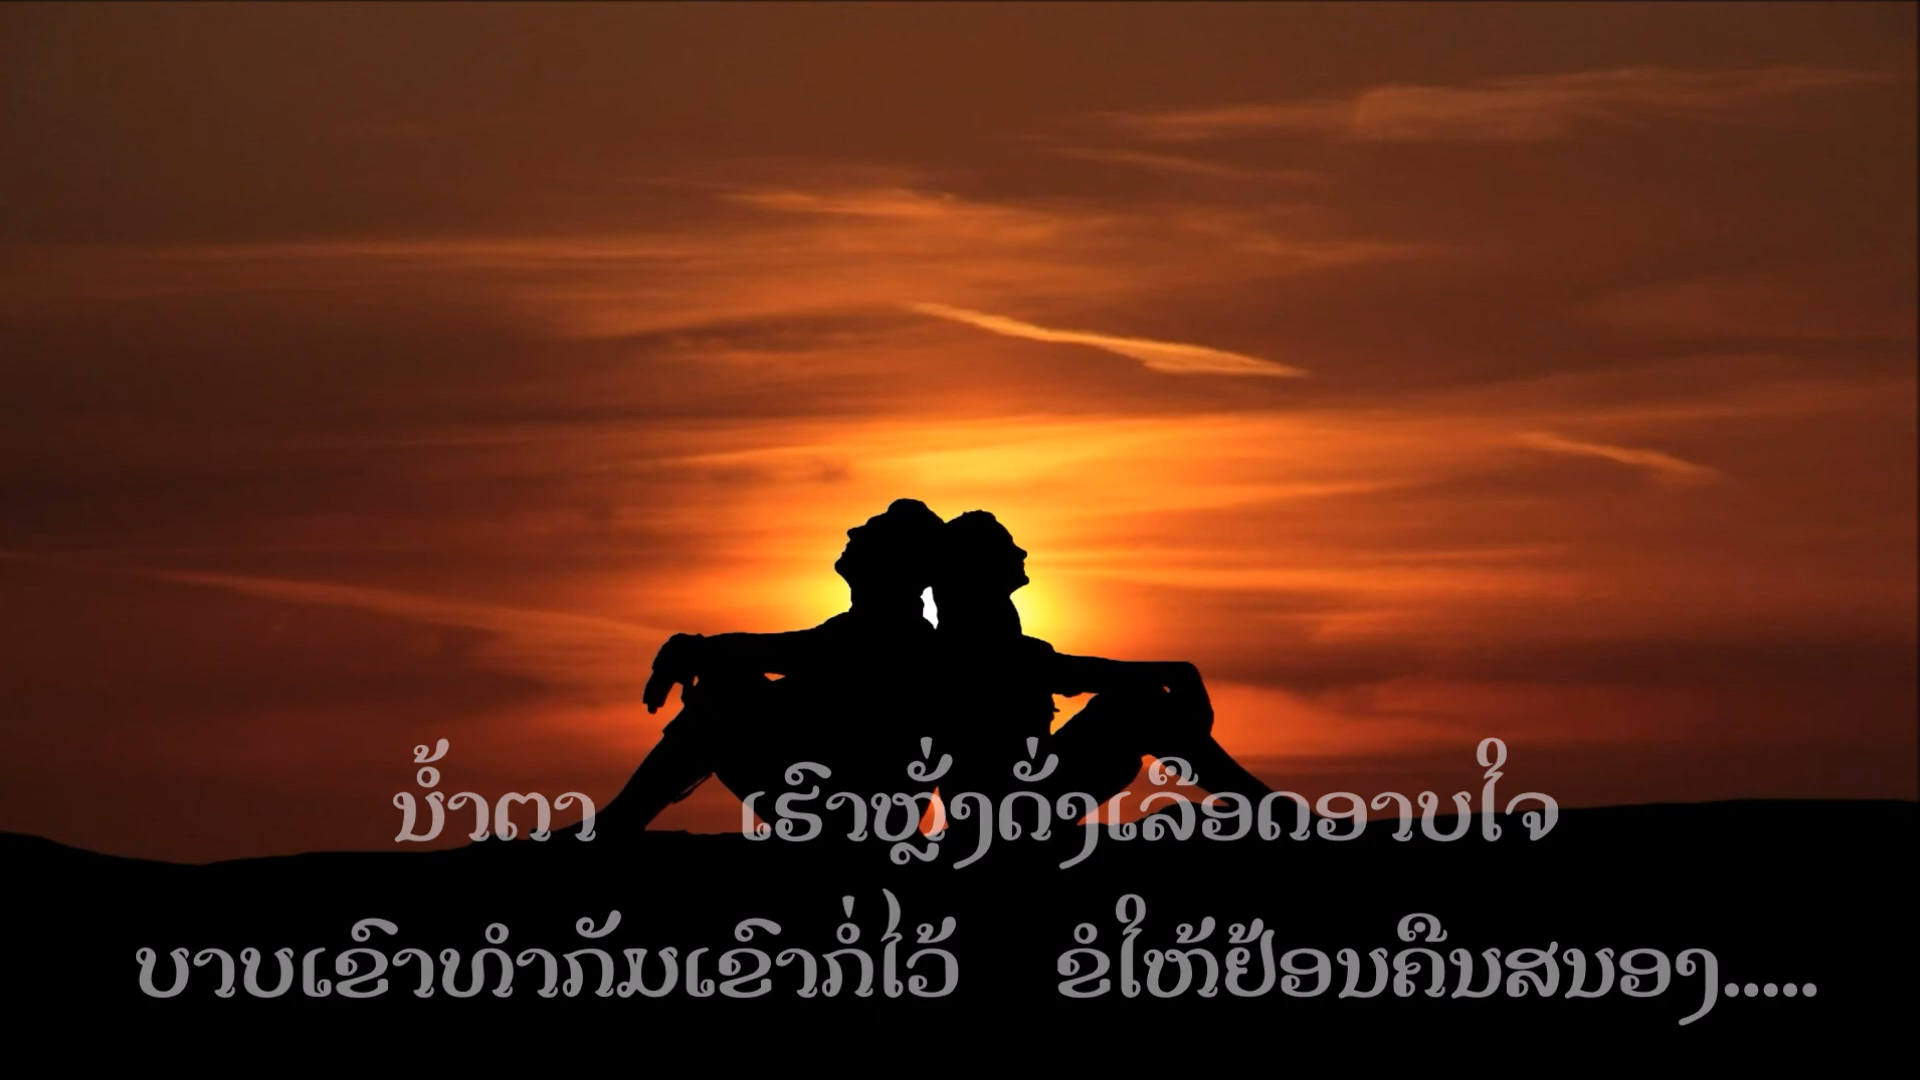 ນ້ຳຕາ ເຮົາຫຼັ່ງດັ່ງເລືອດອາບໃຈ
ບາບເຂົາທຳກັມເຂົາກໍ່ໄວ້ ຂໍໃຫ້ຢ້ອນຄືນສນອງ.....